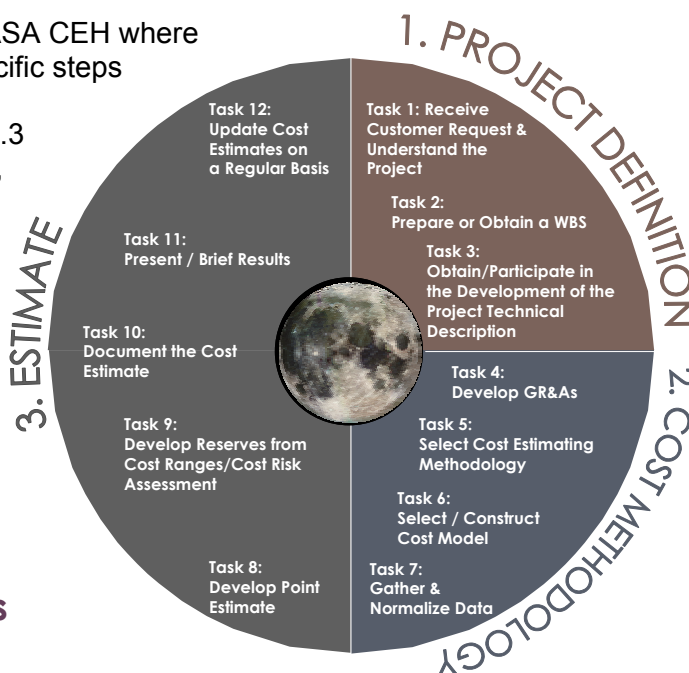 ASA CEH where
cific steps
.3
1. PROJECT DEFINITION
Task 1: Receive
Customer Request &
Understand the
Project
Task 2:
Prepare or Obtain a WBS
Task 3:
Obtain/Participate in
the Development of the
Project Technical
Description
2. COST METHODOLOGY
Task 4:
Develop GR&As
Task 5:
Select Cost Estimating
Methodology
Task 6:
Select / Construct
Cost Model
Task 7:
Gather &
Normalize Data
3. ESTIMATE
Task 8:
Develop Point
Estimate
Task 9:
Develop Reserves from
Cost Ranges/Cost Risk
Assessment
Task 10:
Document the Cost
Estimate
Task 11:
Present / Brief Results
Task 12:
Update Cost
Estimates on
a Regular Basis
s